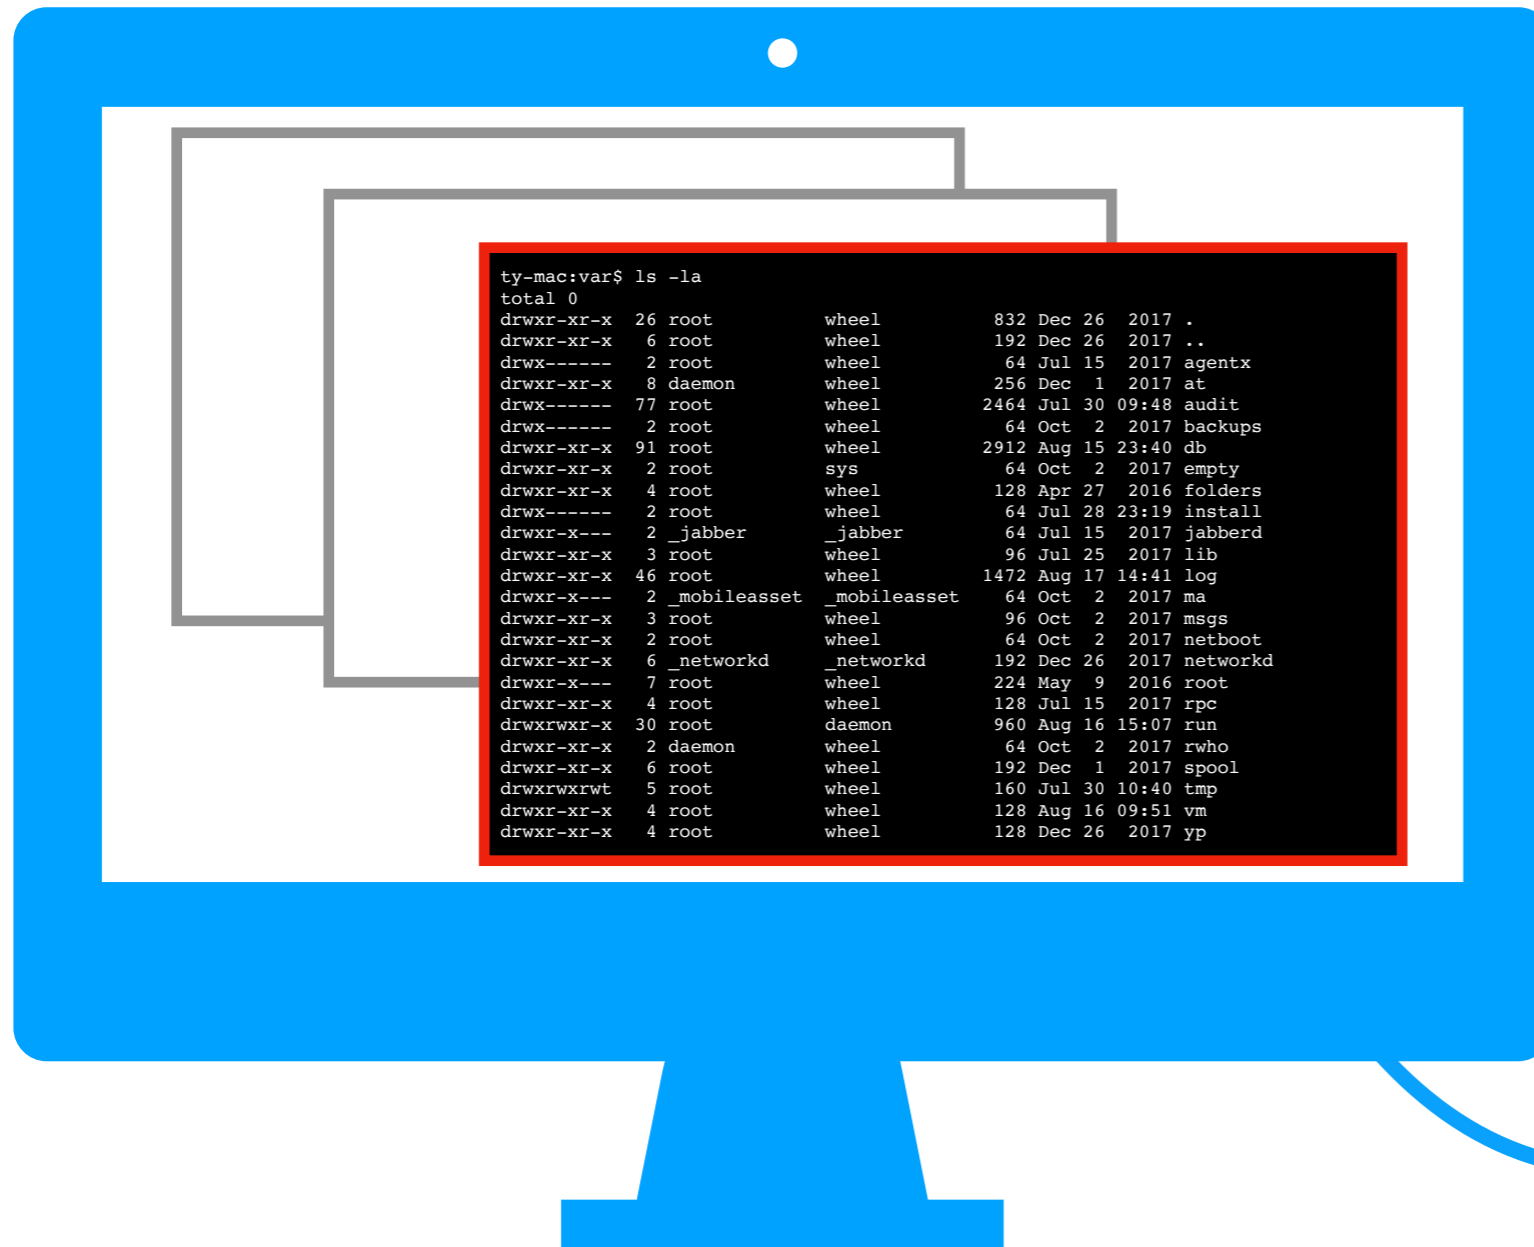 ty-mac:var$ ls -la
total 0
drwxr-xr-x  26 root          wheel          832 Dec 26  2017 .
drwxr-xr-x   6 root          wheel          192 Dec 26  2017 ..
drwx------   2 root          wheel           64 Jul 15  2017 agentx
drwxr-xr-x   8 daemon        wheel          256 Dec  1  2017 at
drwx------  77 root          wheel         2464 Jul 30 09:48 audit
drwx------   2 root          wheel           64 Oct  2  2017 backups
drwxr-xr-x  91 root          wheel         2912 Aug 15 23:40 db
drwxr-xr-x   2 root          sys             64 Oct  2  2017 empty
drwxr-xr-x   4 root          wheel          128 Apr 27  2016 folders
drwx------   2 root          wheel           64 Jul 28 23:19 install
drwxr-x---   2 _jabber       _jabber         64 Jul 15  2017 jabberd
drwxr-xr-x   3 root          wheel           96 Jul 25  2017 lib
drwxr-xr-x  46 root          wheel         1472 Aug 17 14:41 log
drwxr-x---   2 _mobileasset  _mobileasset    64 Oct  2  2017 ma
drwxr-xr-x   3 root          wheel           96 Oct  2  2017 msgs
drwxr-xr-x   2 root          wheel           64 Oct  2  2017 netboot
drwxr-xr-x   6 _networkd     _networkd      192 Dec 26  2017 networkd
drwxr-x---   7 root          wheel          224 May  9  2016 root
drwxr-xr-x   4 root          wheel          128 Jul 15  2017 rpc
drwxrwxr-x  30 root          daemon         960 Aug 16 15:07 run
drwxr-xr-x   2 daemon        wheel           64 Oct  2  2017 rwho
drwxr-xr-x   6 root          wheel          192 Dec  1  2017 spool
drwxrwxrwt   5 root          wheel          160 Jul 30 10:40 tmp
drwxr-xr-x   4 root          wheel          128 Aug 16 09:51 vm
drwxr-xr-x   4 root          wheel          128 Dec 26  2017 yp